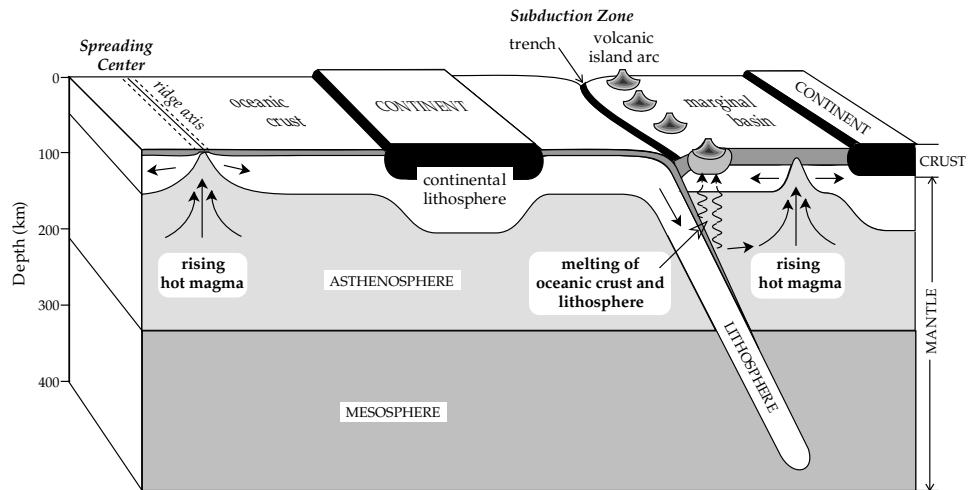 Subduction Zone
trench
volcanic
island arc
Spreading
Center
ridge axis
oceanic
crust
CONTINENT
marginal
basin
CONTINENT
0
100
200
300
400
Depth (km)
CRUST
MANTLE
continental
lithosphere
rising
hot magma
ASTHENOSPHERE
melting of
oceanic crust and
lithosphere
rising
hot magma
LITHOSPHERE
MESOSPHERE